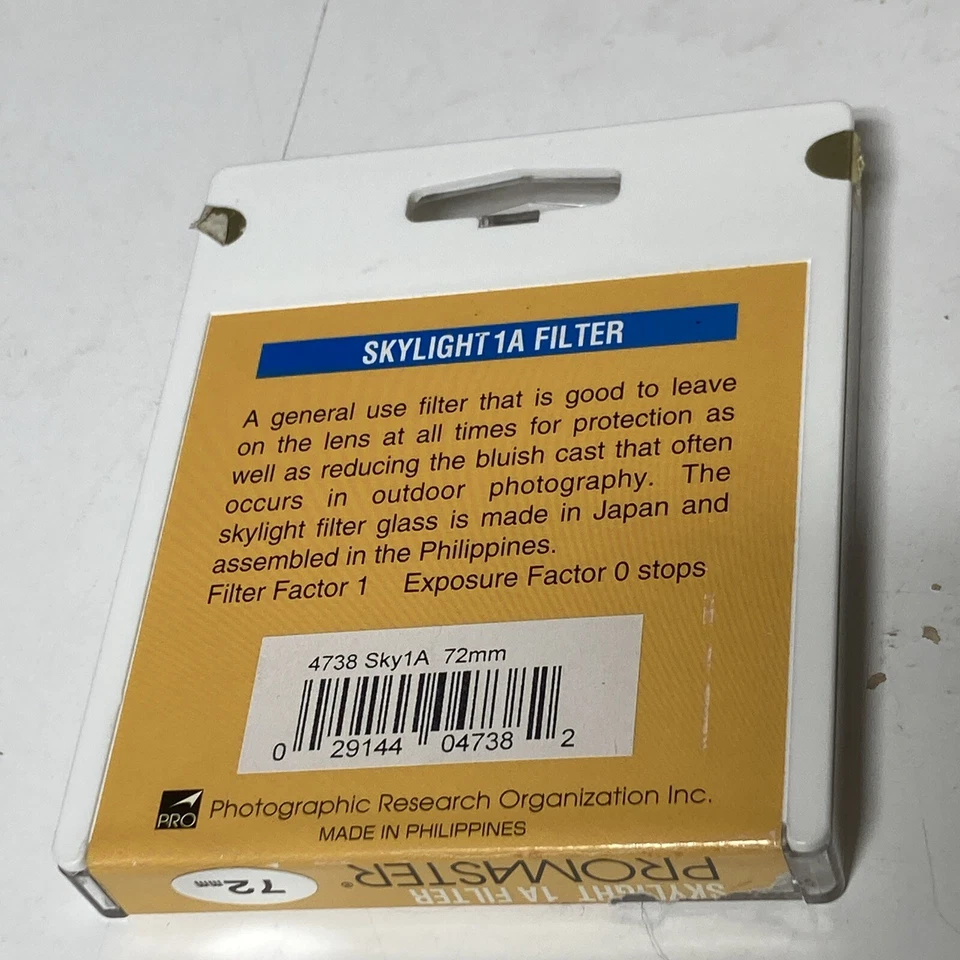 SKYLIGHT 1A FILTER
A general use filter that is good to leave
on the lens at all times for protection as
well as reducing the bluish cast that often
occurs in outdoor photography. The
skylight filter glass is made in Japan and
assembled in the Philippines.
Filter Factor 1 Exposure Factor 0 stops
4738 Sky1A 72mm
0 29144 04738 2
PRO Photographic Research Organization Inc.
MADE IN PHILIPPINES
PROMASTER®
SKYLIGHT 1A FILTER
72mm